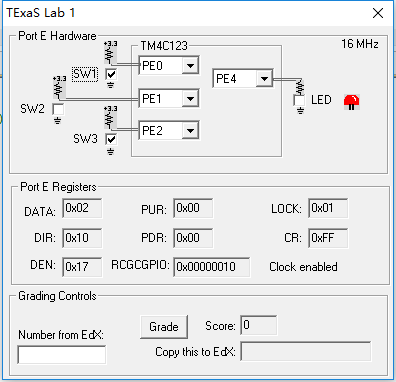 TExaS Lab 1
Port E Hardware
16 MHz
TM4C123
+3.3
SW1
PE0
PE4
+3.3
SW2
PE1
LED
+3.3
SW3
PE2
Port E Registers
DATA: 0x02 PUR: 0x00 LOCK: 0x01
DIR: 0x10 PDR: 0x00 CR: 0xFF
DEN: 0x17 RCGCGPIO: 0x00000010 Clock enabled
Grading Controls
Number from EdX: Grade Score: 0
Copy this to EdX: